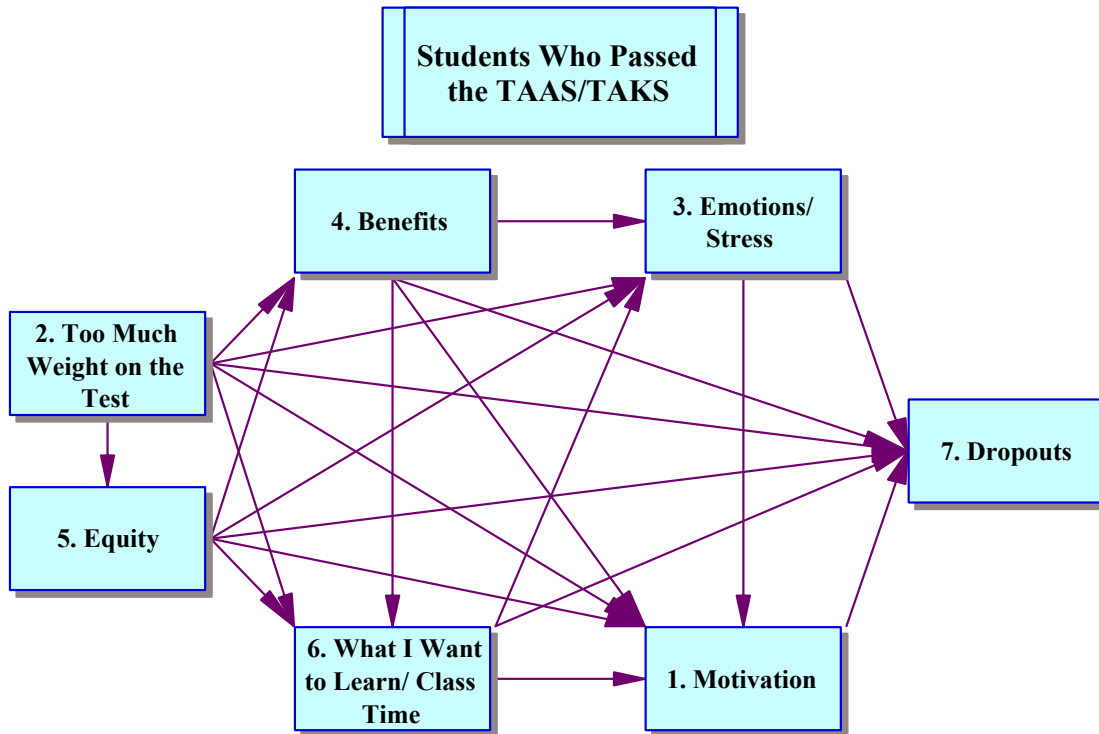 Students Who Passed
the TAAS/TAKS
4. Benefits
3. Emotions/
Stress
2. Too Much
Weight on the
Test
7. Dropouts
5. Equity
6. What I Want
to Learn/ Class
Time
1. Motivation